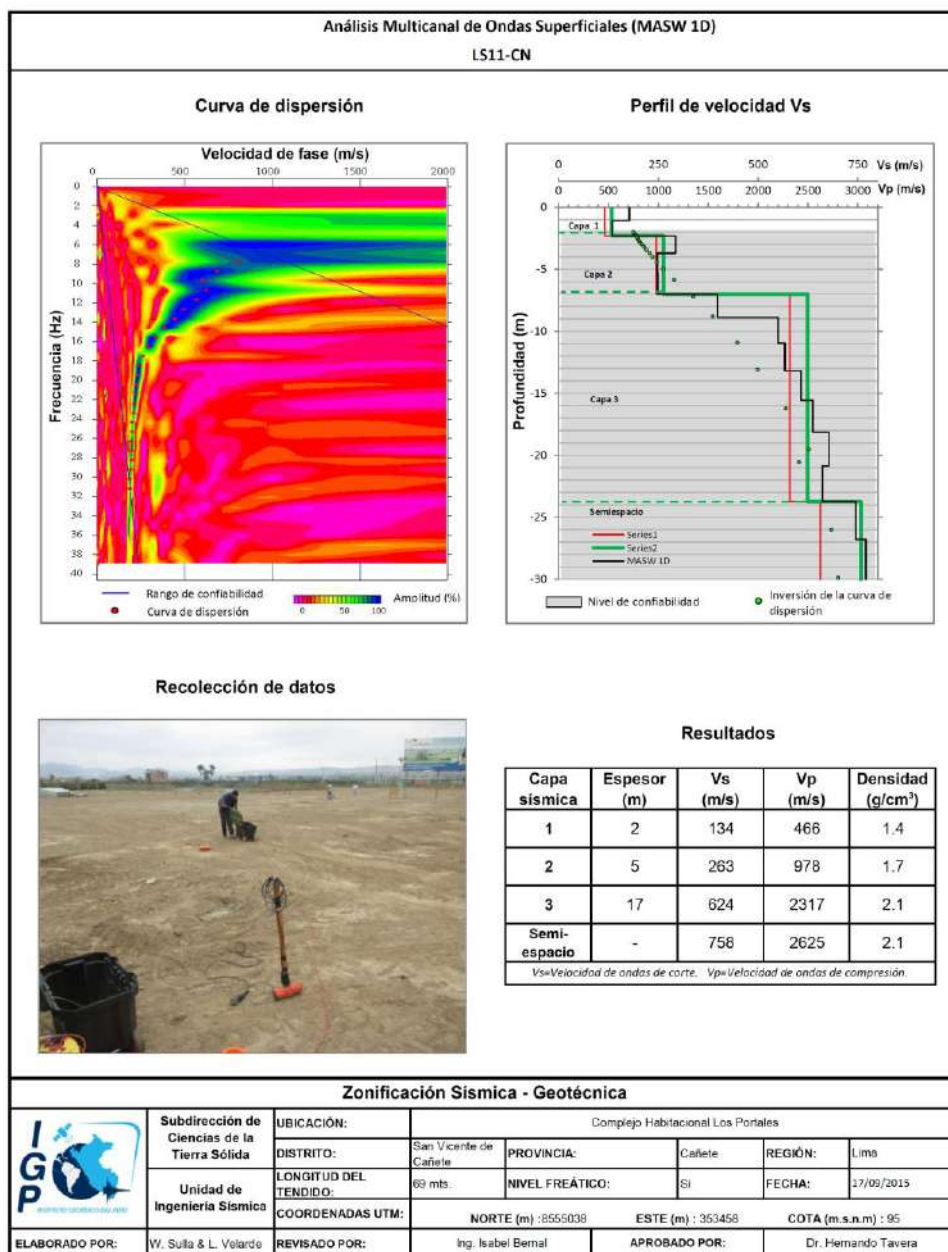 Análisis Multicanal de Ondas Superficiales (MASW 1D)
LS11-CN
Curva de dispersión
Velocidad de fase (m/s)
0 500 1000 1500 2000
Frecuencia (Hz)
0
2
4
6
8
10
12
14
16
18
20
22
24
26
28
30
32
34
36
38
40
Rango de confiabilidad
Curva de dispersión
0 50 100
Amplitud (%)
Perfil de velocidad Vs
0 250 500 750 Vs (m/s)
0 500 1000 1500 2000 2500 3000 Vp (m/s)
Profundidad (m)
0
-5
-10
-15
-20
-25
-30
Capa 1
Capa 2
Capa 3
Semiespacio
Series1
Series2
MASW 1D
Nivel de confiabilidad
Inversión de la curva de
dispersión
Recolección de datos
Resultados
Capa sísmica Espesor (m) Vs (m/s) Vp (m/s) Densidad (g/cm³)
1 2 134 466 1.4
2 5 263 978 1.7
3 17 624 2317 2.1
Semi-espacio - 758 2625 2.1
Vs=Velocidad de ondas de corte. Vp=Velocidad de ondas de compresión.
Zonificación Sísmica - Geotécnica
IGP
Subdirección de
Ciencias de la
Tierra Sólida
Unidad de
Ingeniería Sísmica
UBICACIÓN: Complejo Habitacional Los Portales
DISTRITO: San Vicente de Cañete PROVINCIA: Cañete REGIÓN: Lima
LONGITUD DEL TENDIDO: 69 mts. NIVEL FREÁTICO: Si FECHA: 17/09/2015
COORDENADAS UTM: NORTE (m) :8555038 ESTE (m) : 353458 COTA (m.s.n.m) : 95
ELABORADO POR: W. Sulla & L. Velarde REVISADO POR: Ing. Isabel Bernal APROBADO POR: Dr. Hernando Tavera